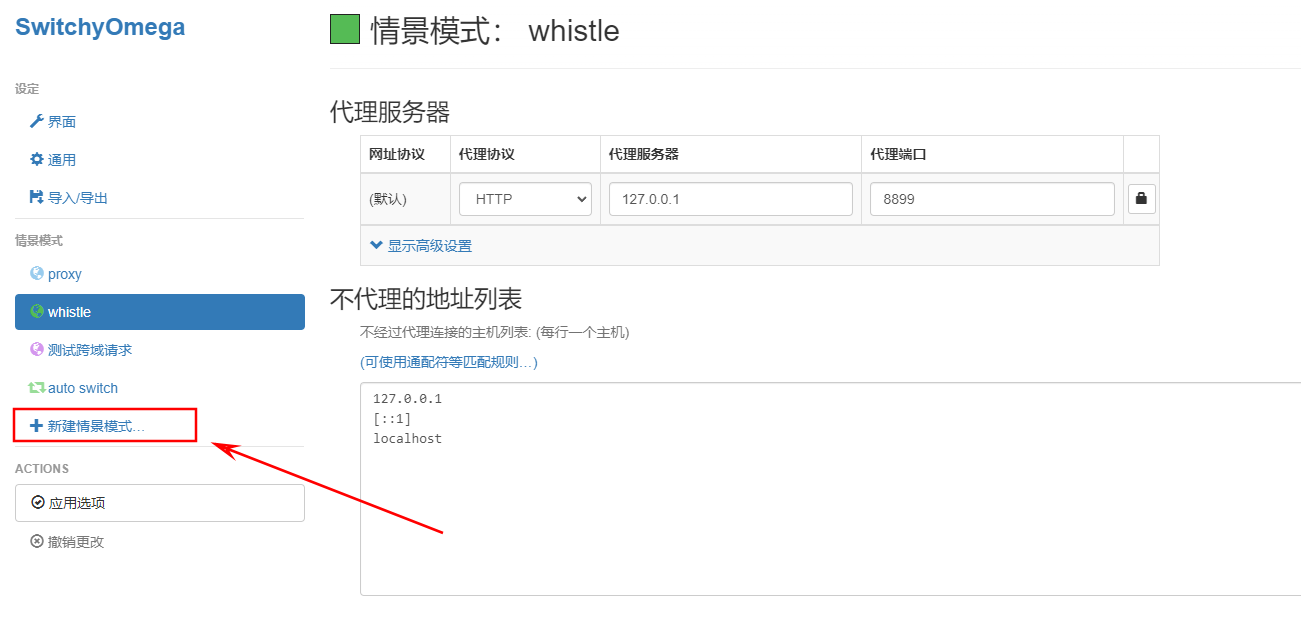 SwitchyOmega
设定
界面
通用
导入/导出
情景模式
proxy
whistle
测试跨域请求
auto switch
新建情景模式…
ACTIONS
应用选项
撤销更改
情景模式： whistle
代理服务器
网址协议 代理协议 代理服务器 代理端口
(默认) HTTP 127.0.0.1 8899
显示高级设置
不代理的地址列表
不经过代理连接的主机列表: (每行一个主机)
(可使用通配符等匹配规则…)
127.0.0.1
[::1]
localhost